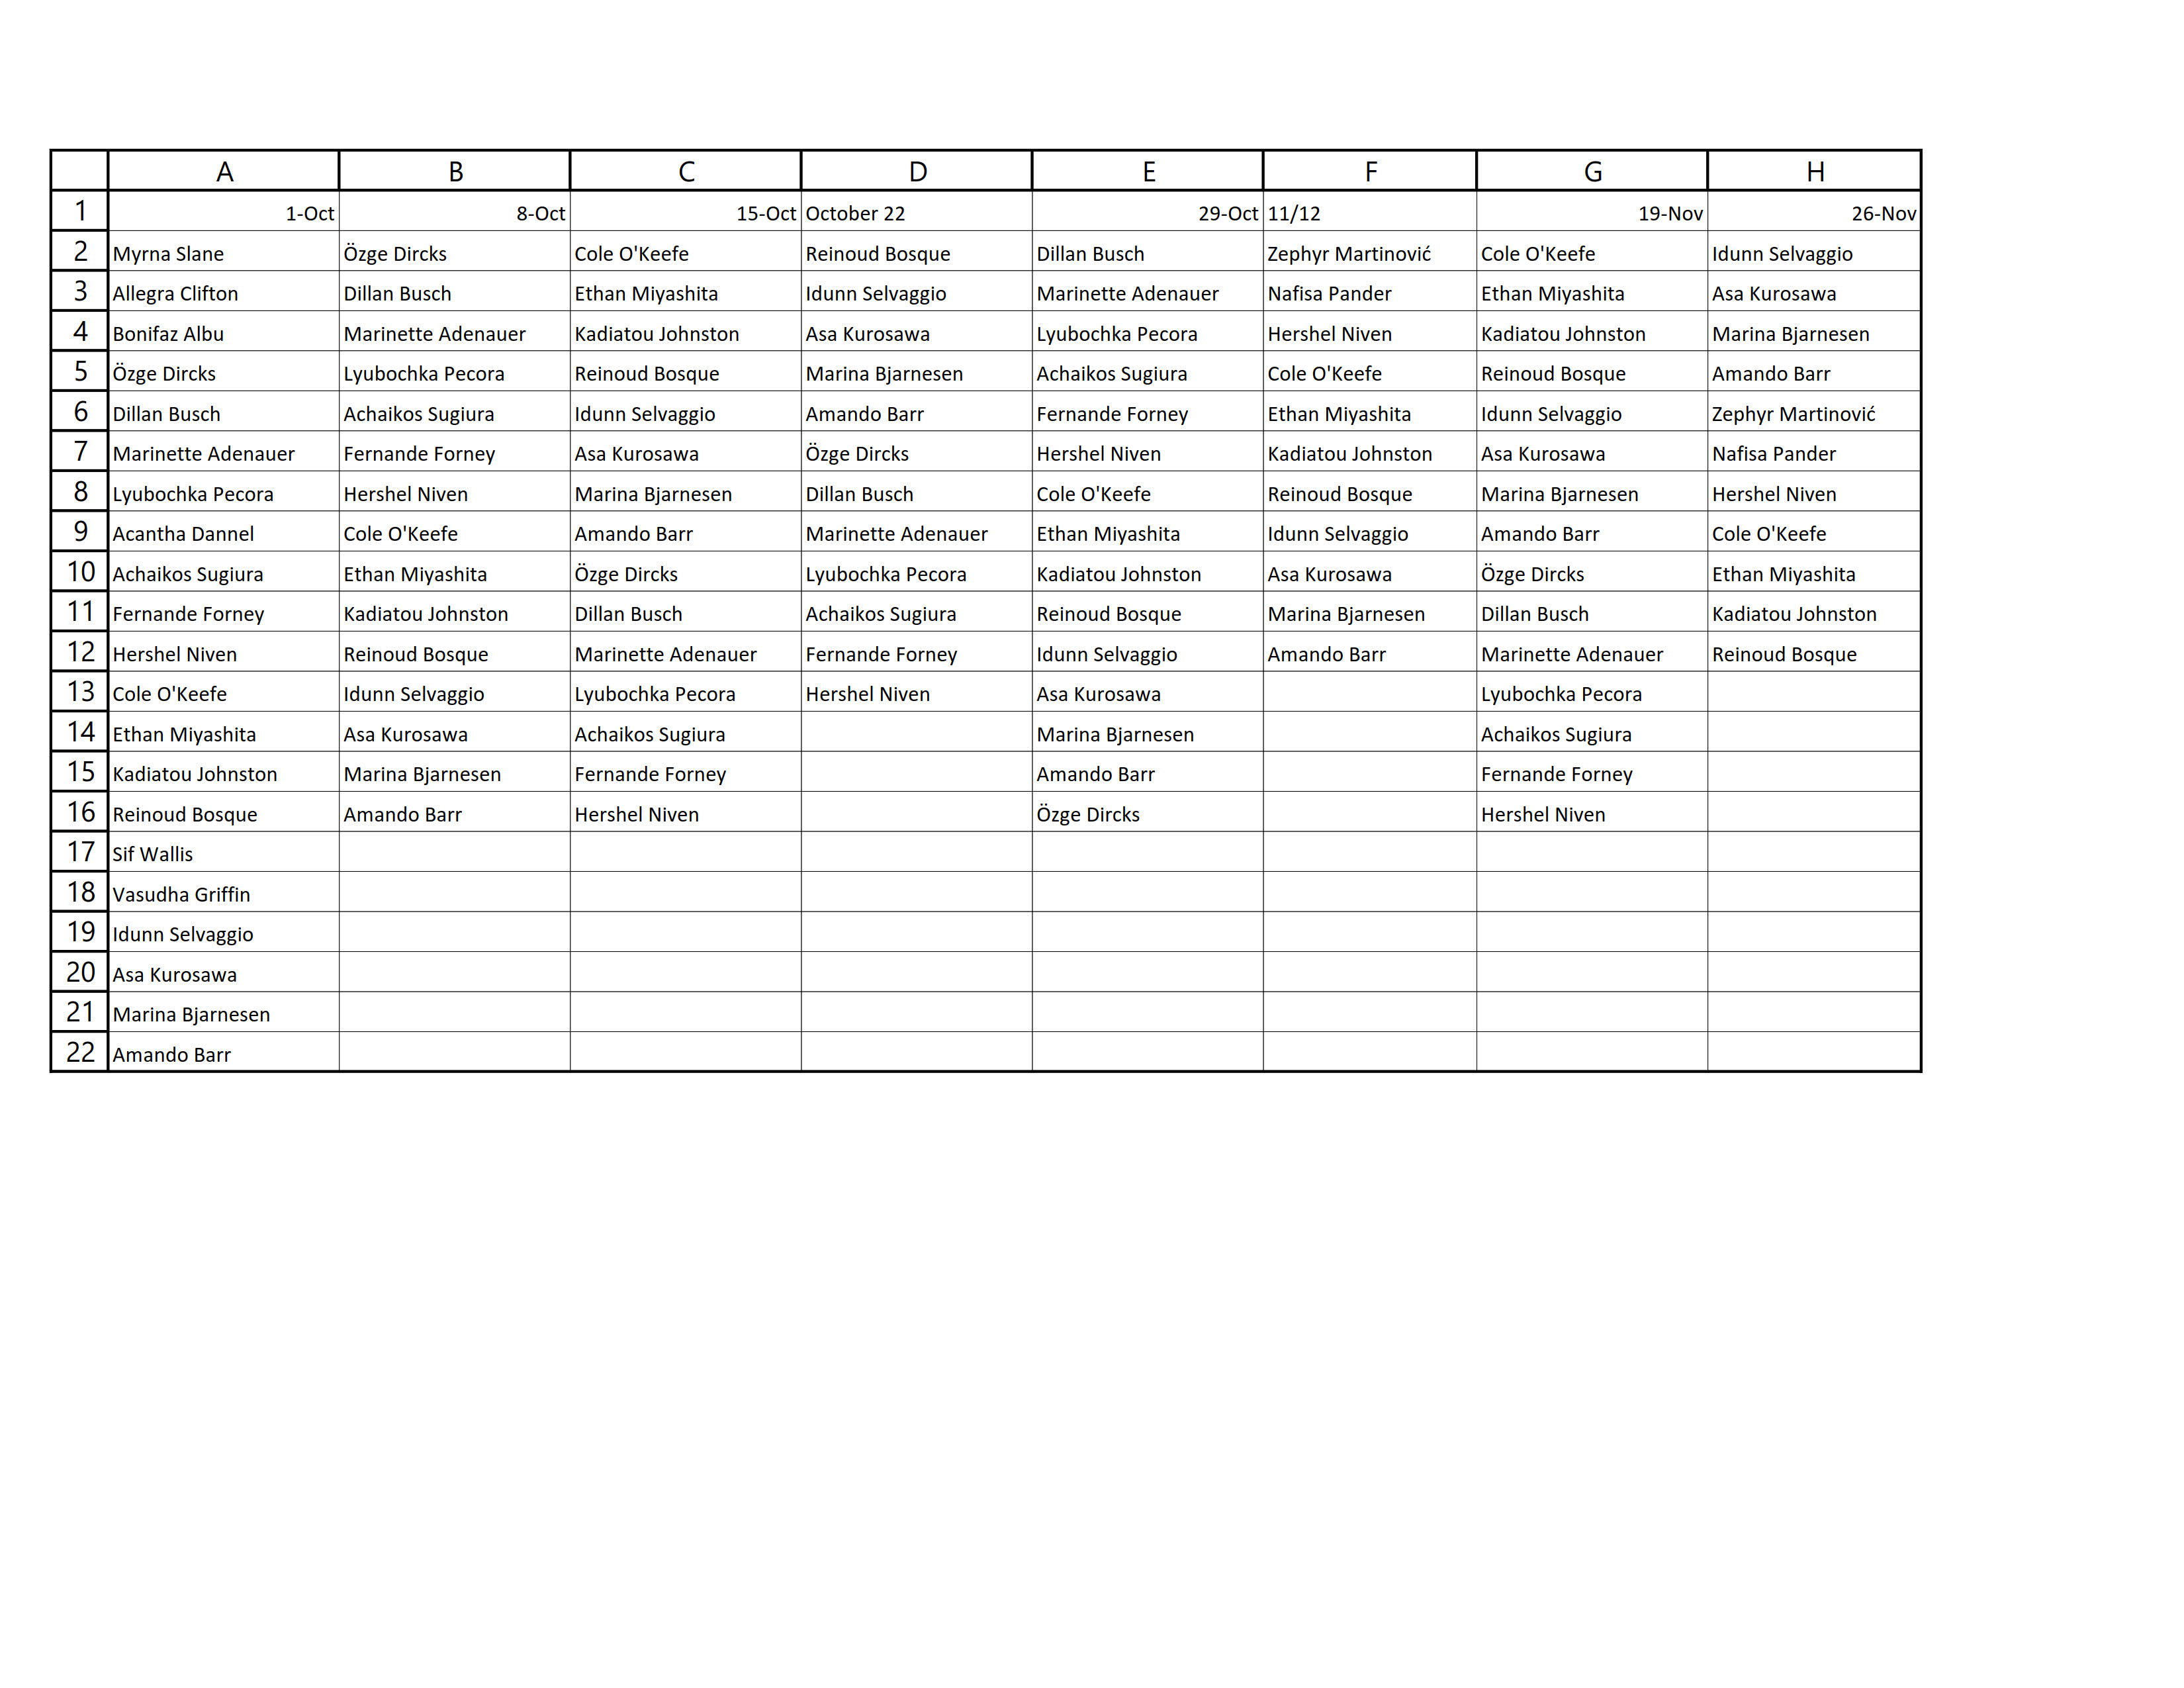 A B C D E F G H
1 1-Oct 8-Oct 15-Oct October 22 29-Oct 11/12 19-Nov 26-Nov
2 Myrna Slane Özge Dircks Cole O'Keefe Reinoud Bosque Dillan Busch Zephyr Martinović Cole O'Keefe Idunn Selvaggio
3 Allegra Clifton Dillan Busch Ethan Miyashita Idunn Selvaggio Marinette Adenauer Nafisa Pander Ethan Miyashita Asa Kurosawa
4 Bonifaz Albu Marinette Adenauer Kadiatou Johnston Asa Kurosawa Lyubochka Pecora Hershel Niven Kadiatou Johnston Marina Bjarnesen
5 Özge Dircks Lyubochka Pecora Reinoud Bosque Marina Bjarnesen Achaikos Sugiura Cole O'Keefe Reinoud Bosque Amando Barr
6 Dillan Busch Achaikos Sugiura Idunn Selvaggio Amando Barr Fernande Forney Ethan Miyashita Idunn Selvaggio Zephyr Martinović
7 Marinette Adenauer Fernande Forney Asa Kurosawa Özge Dircks Hershel Niven Kadiatou Johnston Asa Kurosawa Nafisa Pander
8 Lyubochka Pecora Hershel Niven Marina Bjarnesen Dillan Busch Cole O'Keefe Reinoud Bosque Marina Bjarnesen Hershel Niven
9 Acantha Dannel Cole O'Keefe Amando Barr Marinette Adenauer Ethan Miyashita Idunn Selvaggio Amando Barr Cole O'Keefe
10 Achaikos Sugiura Ethan Miyashita Özge Dircks Lyubochka Pecora Kadiatou Johnston Asa Kurosawa Özge Dircks Ethan Miyashita
11 Fernande Forney Kadiatou Johnston Dillan Busch Achaikos Sugiura Reinoud Bosque Marina Bjarnesen Dillan Busch Kadiatou Johnston
12 Hershel Niven Reinoud Bosque Marinette Adenauer Fernande Forney Idunn Selvaggio Amando Barr Marinette Adenauer Reinoud Bosque
13 Cole O'Keefe Idunn Selvaggio Lyubochka Pecora Hershel Niven Asa Kurosawa Lyubochka Pecora
14 Ethan Miyashita Asa Kurosawa Achaikos Sugiura Marina Bjarnesen Achaikos Sugiura
15 Kadiatou Johnston Marina Bjarnesen Fernande Forney Amando Barr Fernande Forney
16 Reinoud Bosque Amando Barr Hershel Niven Özge Dircks Hershel Niven
17 Sif Wallis
18 Vasudha Griffin
19 Idunn Selvaggio
20 Asa Kurosawa
21 Marina Bjarnesen
22 Amando Barr